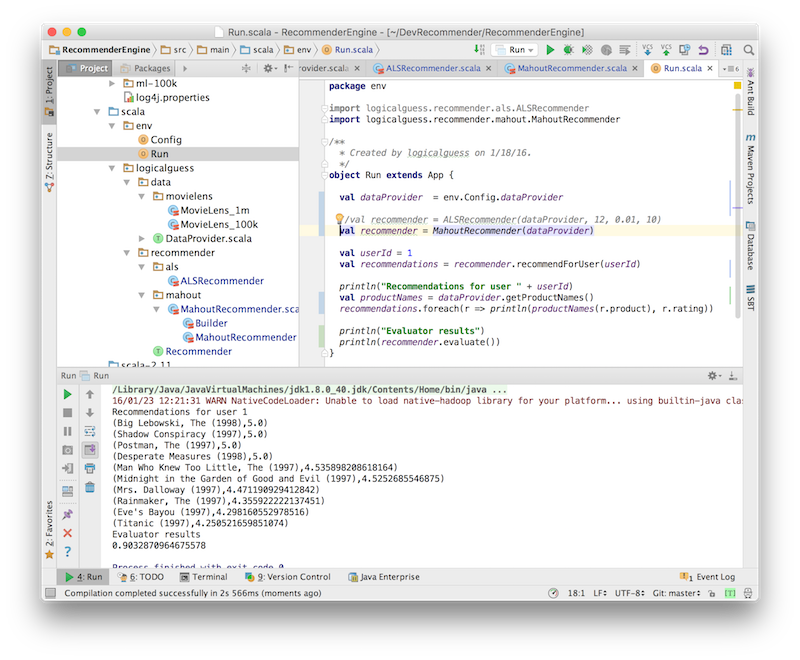 Run.scala - RecommenderEngine - [~/DevRecommender/RecommenderEngine]
RecommenderEngine src main scala env Run.scala Run VCS VCS
Project Packages rovider.scala ALSRecommender.scala MahoutRecommender.scala Run.scala
1: Project
Z: Structure
2: Favorites
ml-100k
log4j.properties
scala
env
Config
Run
logicalguess
data
movielens
MovieLens_1m
MovieLens_100k
DataProvider.scala
recommender
als
ALSRecommender
mahout
MahoutRecommender.sca
Builder
MahoutRecommender
Recommender
scala-2.11
package env
import logicalguess.recommender.als.ALSRecommender
import logicalguess.recommender.mahout.MahoutRecommender
/**
* Created by logicalguess on 1/18/16.
*/
object Run extends App {
val dataProvider = env.Config.dataProvider
//val recommender = ALSRecommender(dataProvider, 12, 0.01, 10)
val recommender = MahoutRecommender(dataProvider)
val userId = 1
val recommendations = recommender.recommendForUser(userId)
println("Recommendations for user " + userId)
val productNames = dataProvider.getProductNames()
recommendations.foreach(r => println(productNames(r.product), r.rating))
println("Evaluator results")
println(recommender.evaluate())
}
Ant Build
Maven Projects
Database
SBT
Run Run
/Library/Java/JavaVirtualMachines/jdk1.8.0_40.jdk/Contents/Home/bin/java ...
16/01/23 12:21:31 WARN NativeCodeLoader: Unable to load native-hadoop library for your platform... using builtin-java clas
Recommendations for user 1
(Big Lebowski, The (1998),5.0)
(Shadow Conspiracy (1997),5.0)
(Postman, The (1997),5.0)
(Desperate Measures (1998),5.0)
(Man Who Knew Too Little, The (1997),4.535898208618164)
(Midnight in the Garden of Good and Evil (1997),4.5252685546875)
(Mrs. Dalloway (1997),4.471190929412842)
(Rainmaker, The (1997),4.355922222137451)
(Eve's Bayou (1997),4.298160552978516)
(Titanic (1997),4.250521659851074)
Evaluator results
0.9032870964675578
Process finished with exit code 0
4: Run 6: TODO Terminal 9: Version Control Java Enterprise 1 Event Log
Compilation completed successfully in 2s 566ms (moments ago) 18:1 LF UTF-8 Git: master [T]